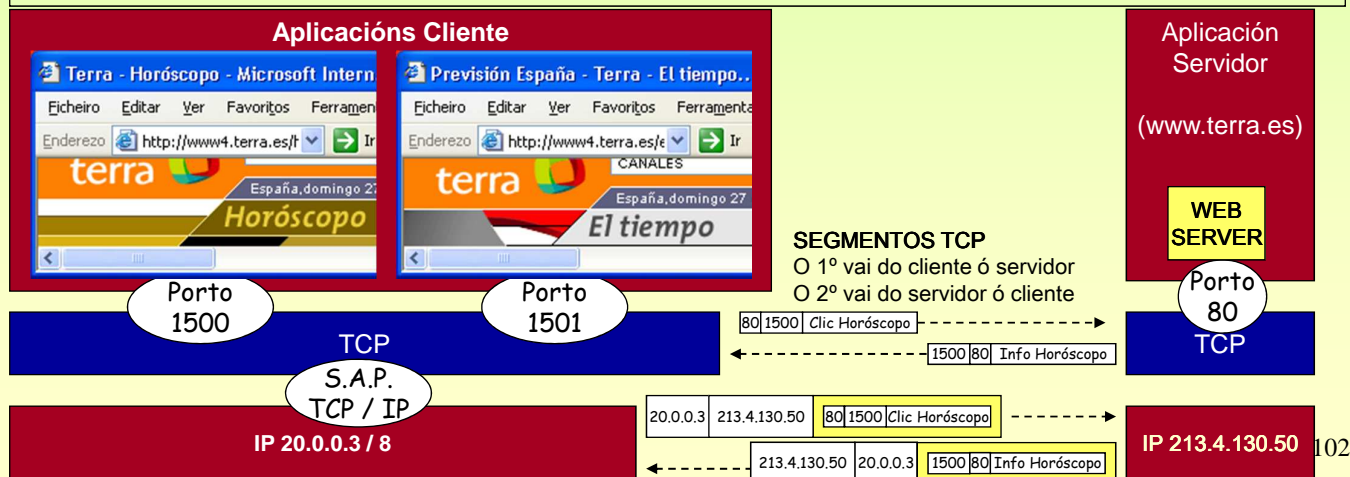 Aplicacións Cliente
Terra - Horóscopo - Microsoft Intern
Eicheiro Editar Ver Favoritos Ferramen
Enderezo http://www4.terra.es/h Ir
terra
España,domingo 27
Horóscopo
Previsión España - Terra - El tiempo..
Eicheiro Editar Ver Favoritos Ferramenta
Enderezo http://www4.terra.es/e Ir
CANALES
terra
España,domingo 27
El tiempo
Aplicación
Servidor
(www.terra.es)
WEB
SERVER
Porto
80
SEGMENTOS TCP
O 1º vai do cliente ó servidor
O 2º vai do servidor ó cliente
Porto
1500
Porto
1501
TCP
80 1500 Clic Horóscopo
1500 80 Info Horóscopo
TCP
S.A.P.
TCP / IP
IP 20.0.0.3 / 8
20.0.0.3 213.4.130.50 80 1500 Clic Horóscopo
213.4.130.50 20.0.0.3 1500 80 Info Horóscopo
IP 213.4.130.50
102